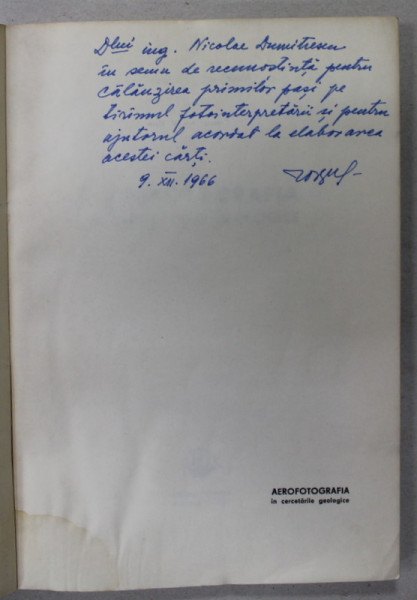 Dlui ing. Nicolae Dumitrescu
în semn de recunoștință pentru
călăuzirea primilor pași pe
tărîmul fotointerpretării și pentru
ajutorul acordat la elaborarea
acestei cărți.
9. XII. 1966
AEROFOTOGRAFIA
în cercetările geologice